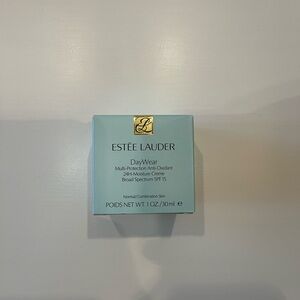 ESTĒE LAUDER
DayWear
Multi-Protection Anti-Oxidant
24H-Moisture Creme
Broad Spectrum SPF 15
Normal/Combination Skin
POIDS NET WT. 1 OZ./30 ml ℮